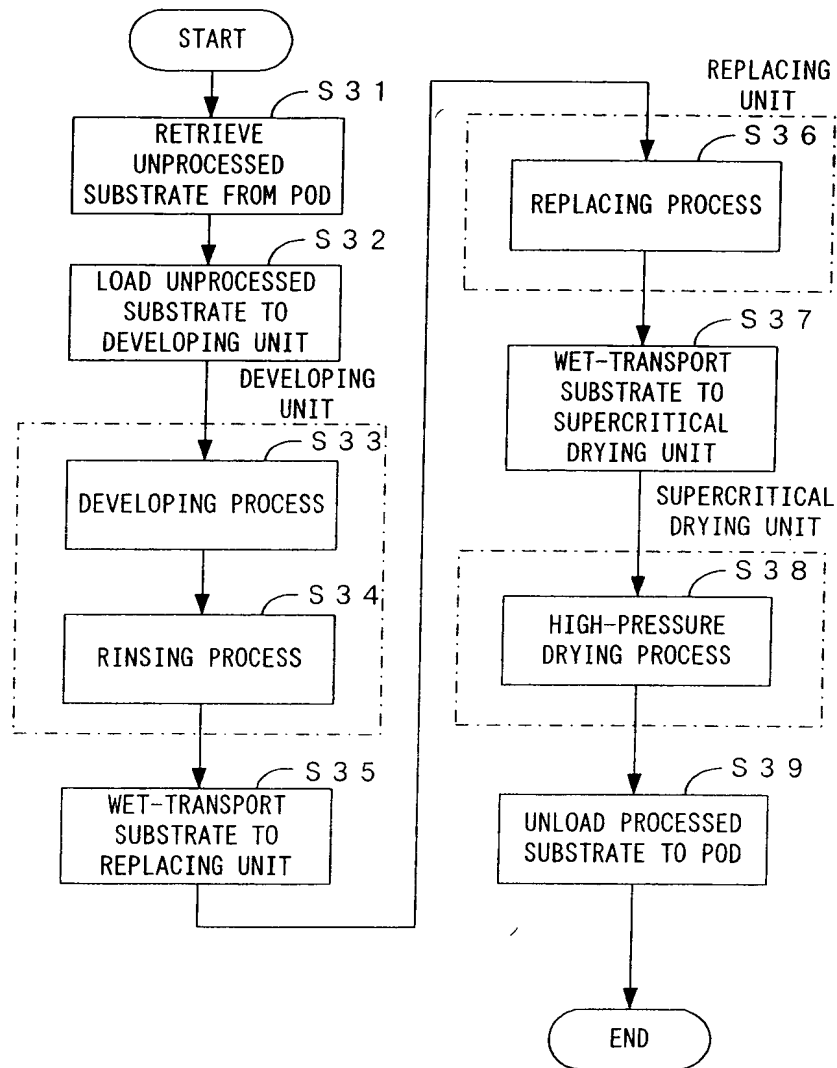 START
S31
RETRIEVE
UNPROCESSED
SUBSTRATE FROM POD
S32
LOAD UNPROCESSED
SUBSTRATE TO
DEVELOPING UNIT
DEVELOPING
UNIT
S33
DEVELOPING PROCESS
S34
RINSING PROCESS
S35
WET-TRANSPORT
SUBSTRATE TO
REPLACING UNIT
REPLACING
UNIT
S36
REPLACING PROCESS
S37
WET-TRANSPORT
SUBSTRATE TO
SUPERCRITICAL
DRYING UNIT
SUPERCRITICAL
DRYING UNIT
S38
HIGH-PRESSURE
DRYING PROCESS
S39
UNLOAD PROCESSED
SUBSTRATE TO POD
END